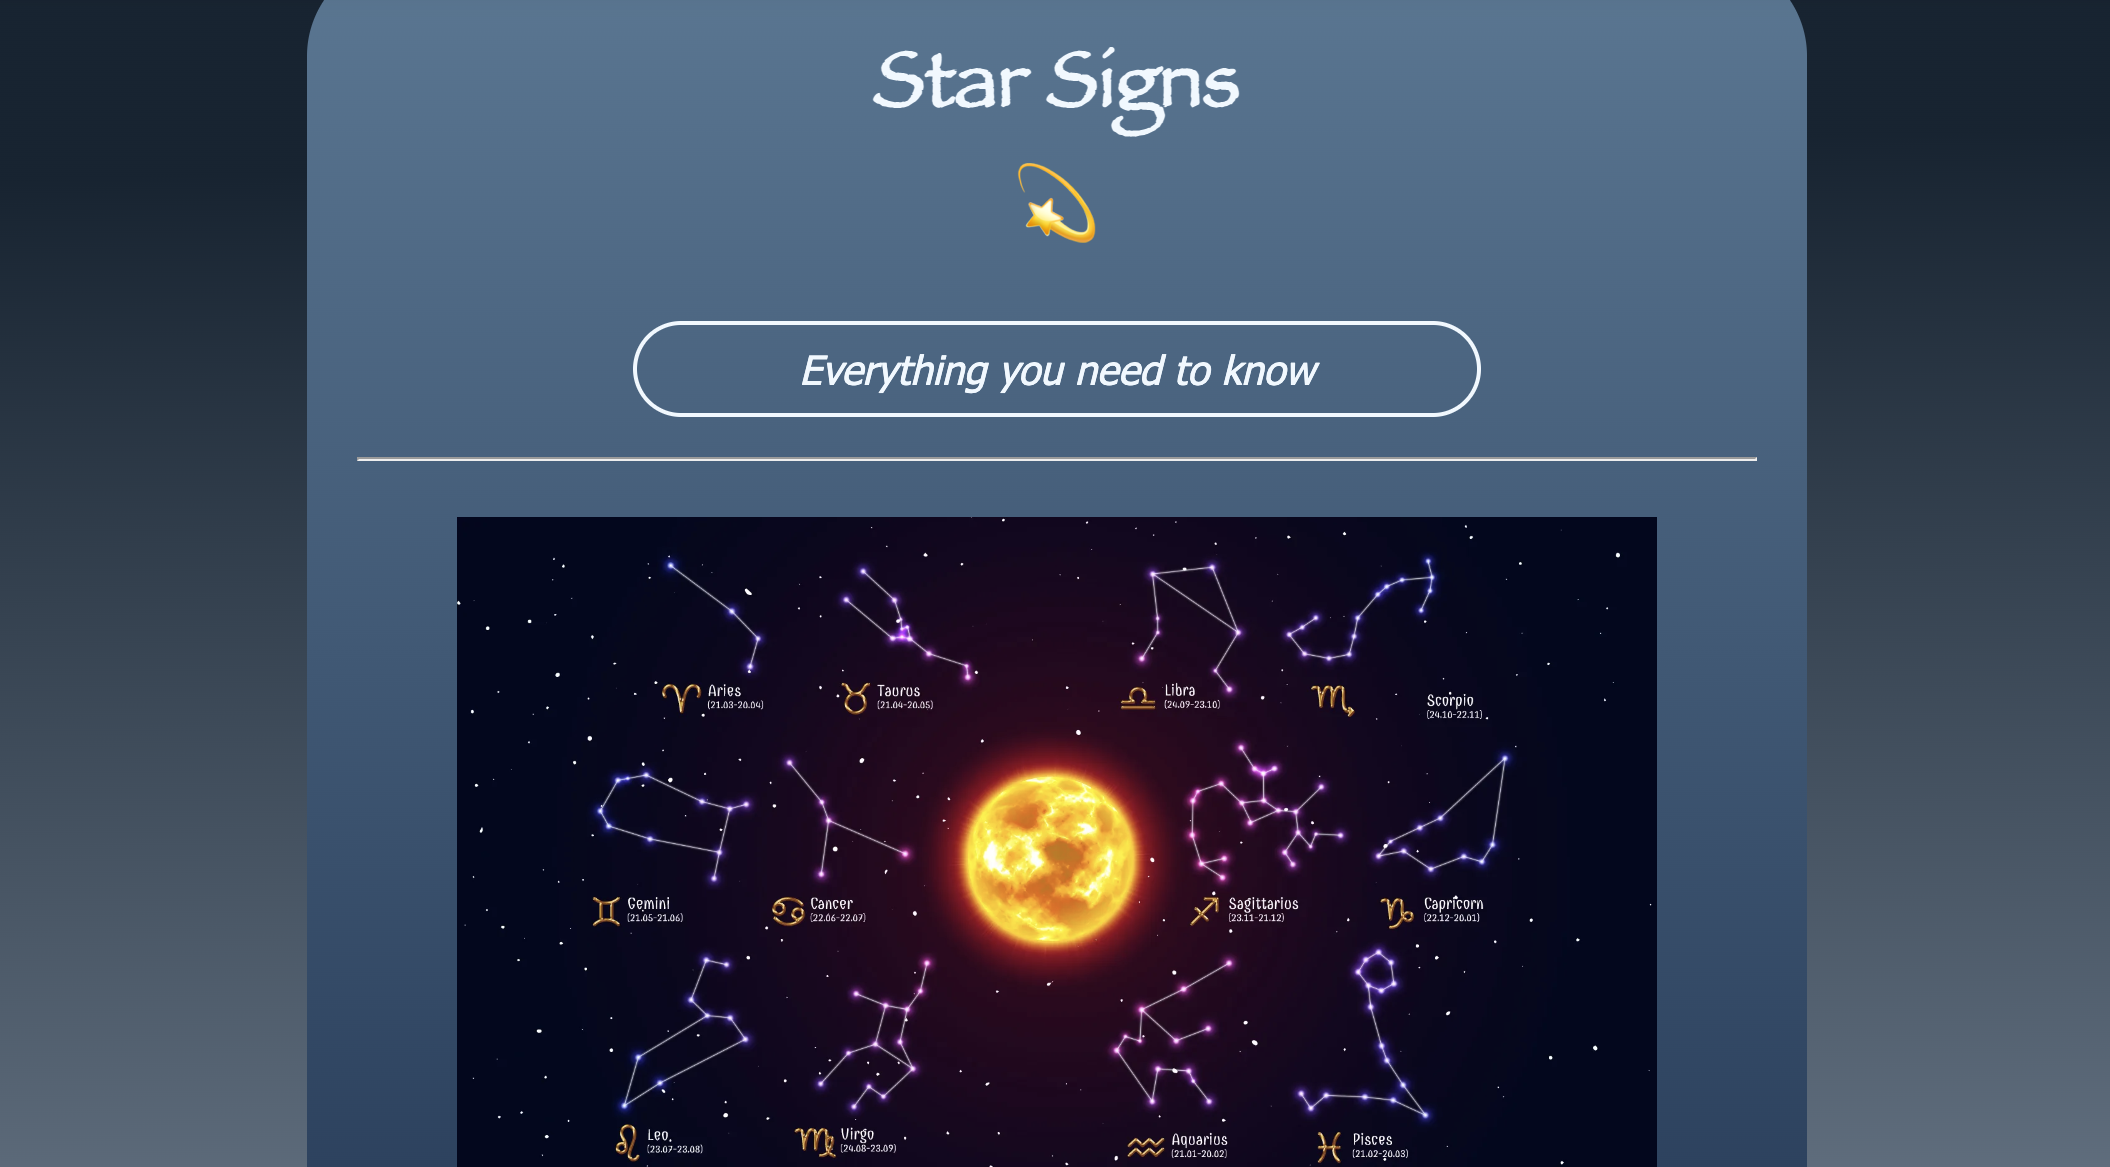 Star Signs
Everything you need to know
Aries
(21.03-20.04)
Taurus
(21.04-20.05)
Libra
(24.09-23.10)
Scorpio
(24.10-22.11)
Gemini
(21.05-21.06)
Cancer
(22.06-22.07)
Sagittarius
(23.11-21.12)
Capricorn
(22.12-20.01)
Leo
(23.07-23.08)
Virgo
(24.08-23.09)
Aquarius
(21.01-20.02)
Pisces
(21.02-20.03)